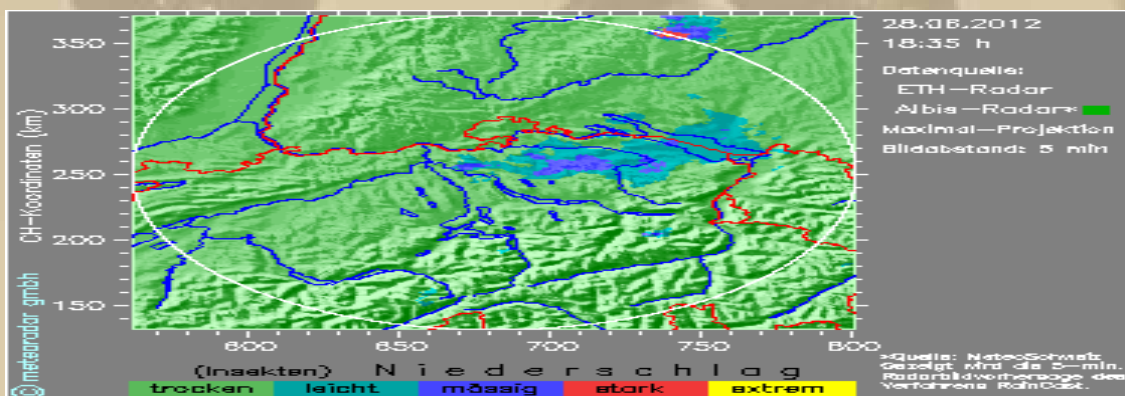 28.06.2012
18:35 h
Datenquelle:
ETH-Radar
Albis-Radar*
Maximal-Projektion
Bildabstand: 5 min
350
300
250
200
150
CH-Koordinaten (km)
600
650
700
750
800
(Insekten) Niederschlag
trocken leicht mässig stark extrem
*Quelle: MeteoSchweiz
Gezeigt wird die 5-min.
Radarbildvorhersage des
Verfahrens RainCast.
© meteoradar gmbh